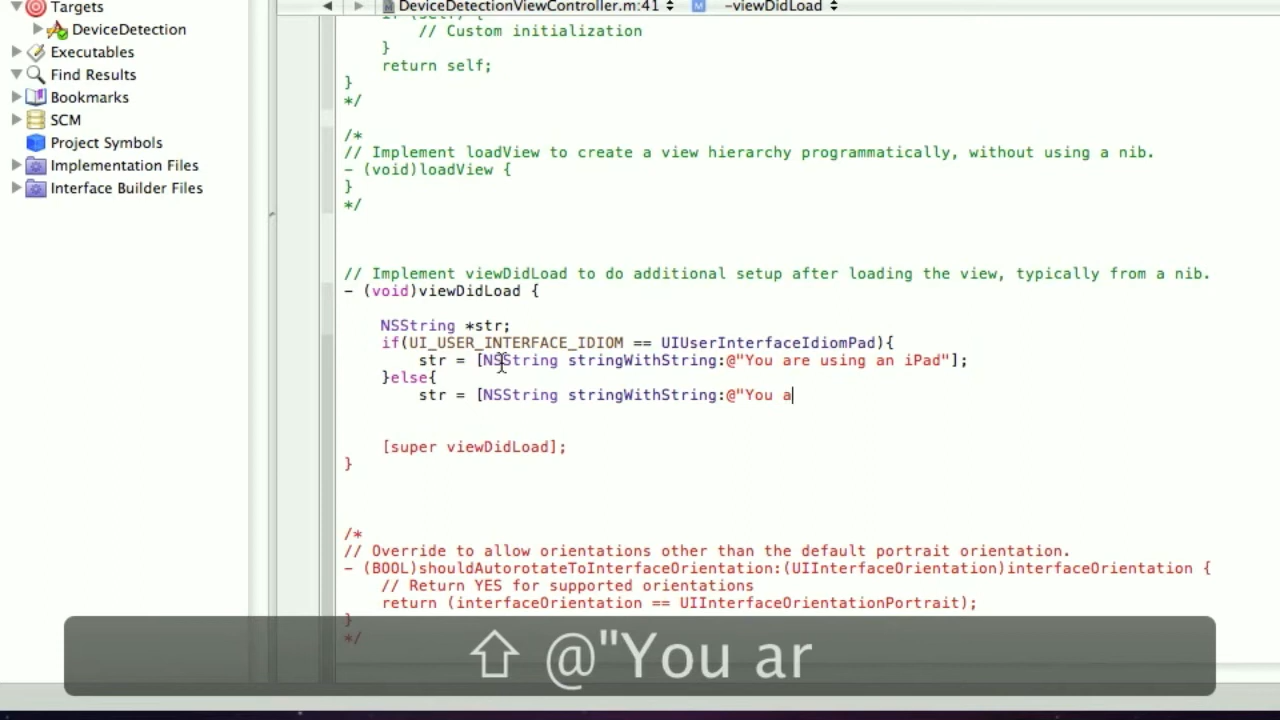 Targets
DeviceDetection
Executables
Find Results
Bookmarks
SCM
Project Symbols
Implementation Files
Interface Builder Files
DeviceDetectionViewController.m:41
M
-viewDidLoad
if (self) {
// Custom initialization
}
return self;
}
*/
/*
// Implement loadView to create a view hierarchy programmatically, without using a nib.
- (void)loadView {
}
*/
// Implement viewDidLoad to do additional setup after loading the view, typically from a nib.
- (void)viewDidLoad {
NSString *str;
if(UI_USER_INTERFACE_IDIOM == UIUserInterfaceIdiomPad){
str = [NSString stringWithString:@"You are using an iPad"];
}else{
str = [NSString stringWithString:@"You a
[super viewDidLoad];
}
/*
// Override to allow orientations other than the default portrait orientation.
- (BOOL)shouldAutorotateToInterfaceOrientation:(UIInterfaceOrientation)interfaceOrientation {
// Return YES for supported orientations
return (interfaceOrientation == UIInterfaceOrientationPortrait);
}
*/
⇧ @"You ar